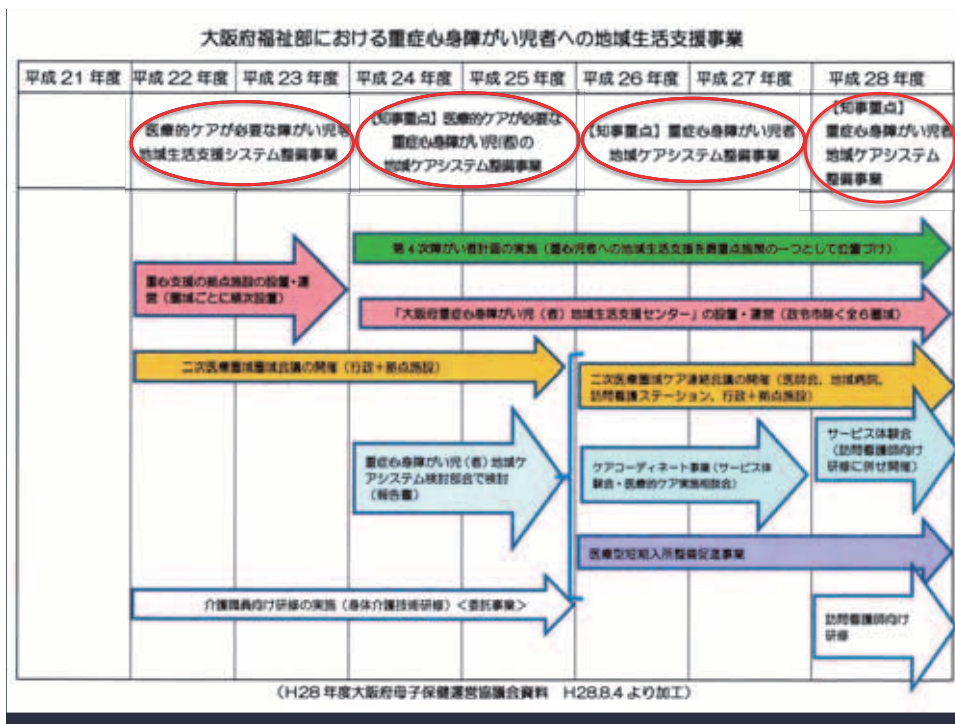 大阪府福祉部における重症心身障がい児者への地域生活支援事業
平成21年度 平成22年度 平成23年度 平成24年度 平成25年度 平成26年度 平成27年度 平成28年度
医療的ケアが必要な障がい児者
地域生活支援システム整備事業
【知事重点】医療的ケアが必要な
重症心身障がい児(者)の
地域ケアシステム整備事業
【知事重点】重症心身障がい児者
地域ケアシステム整備事業
【知事重点】
重症心身障がい児者
地域ケアシステム
整備事業
第4次障がい者計画の実施(重心児者への地域生活支援を最重点施策の一つとして位置づけ)
重心支援の拠点施設の設置・運
営(圏域ごとに順次設置)
「大阪府重症心身障がい児(者)地域生活支援センター」の設置・運営(政令市除く全6圏域)
二次医療圏域圏域会議の開催(行政+拠点施設)
二次医療圏域ケア連絡会議の開催(医師会、地域病院、
訪問看護ステーション、行政+拠点施設)
重症心身障がい児(者)地域ケ
アシステム検討部会で検討
(報告書)
ケアコーディネート事業(サービス体
験会・医療的ケア実施相談会)
サービス体験会
(訪問看護師向け
研修に併せ開催)
医療型短期入所整備促進事業
介護職員向け研修の実施(身体介護技術研修)<委託事業>
訪問看護師向け
研修
(H28年度大阪府母子保健運営協議会資料 H28.8.4より加工)